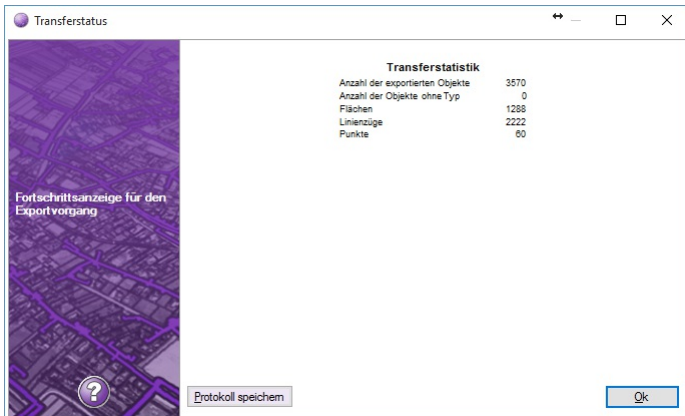 Transferstatus
Transferstatistik
Anzahl der exportierten Objekte 3570
Anzahl der Objekte ohne Typ 0
Flächen 1288
Linienzüge 2222
Punkte 60
Fortschrittsanzeige für den
Exportvorgang
?
Protokoll speichern
Ok